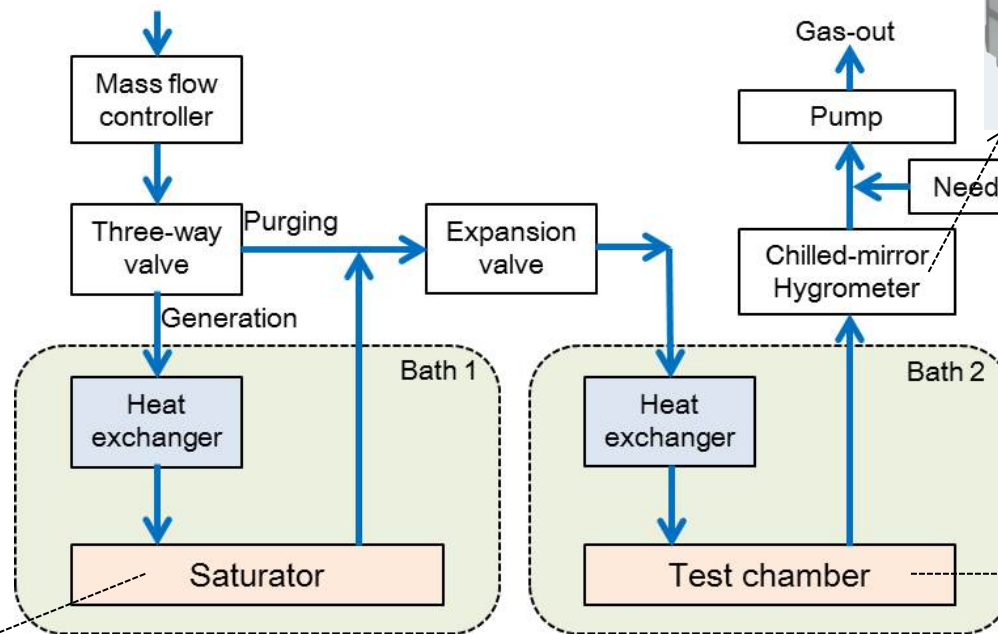 Mass flow
controller
Three-way
valve
Purging
Generation
Bath 1
Heat
exchanger
Saturator
Expansion
valve
Gas-out
Pump
Need
Chilled-mirror
Hygrometer
Bath 2
Heat
exchanger
Test chamber